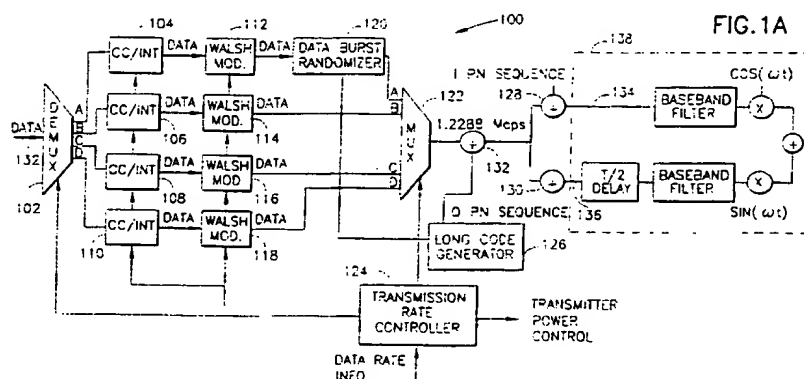 FIG.1A
100
104
112
120
138
CC/INT
DATA
WALSH
MOD.
DATA
DATA BURST
RANDOMIZER
I PN SEQUENCE
COS(ωt)
DEMUX
A
B
C
D
DATA
132
102
CC/INT
106
DATA
WALSH
MOD.
114
DATA
A
B
C
D
MUX
122
1.2288 Mcps
132
128
134
BASEBAND
FILTER
X
+
CC/INT
108
DATA
WALSH
MOD
116
DATA
130
136
T/2
DELAY
BASEBAND
FILTER
X
SIN(ωt)
CC/INT
110
DATA
WALSH
MOD.
118
DATA
Q PN SEQUENCE
LONG CODE
GENERATOR
126
124
TRANSMISSION
RATE
CONTROLLER
TRANSMITTER
POWER
CONTROL
DATA RATE
INFO